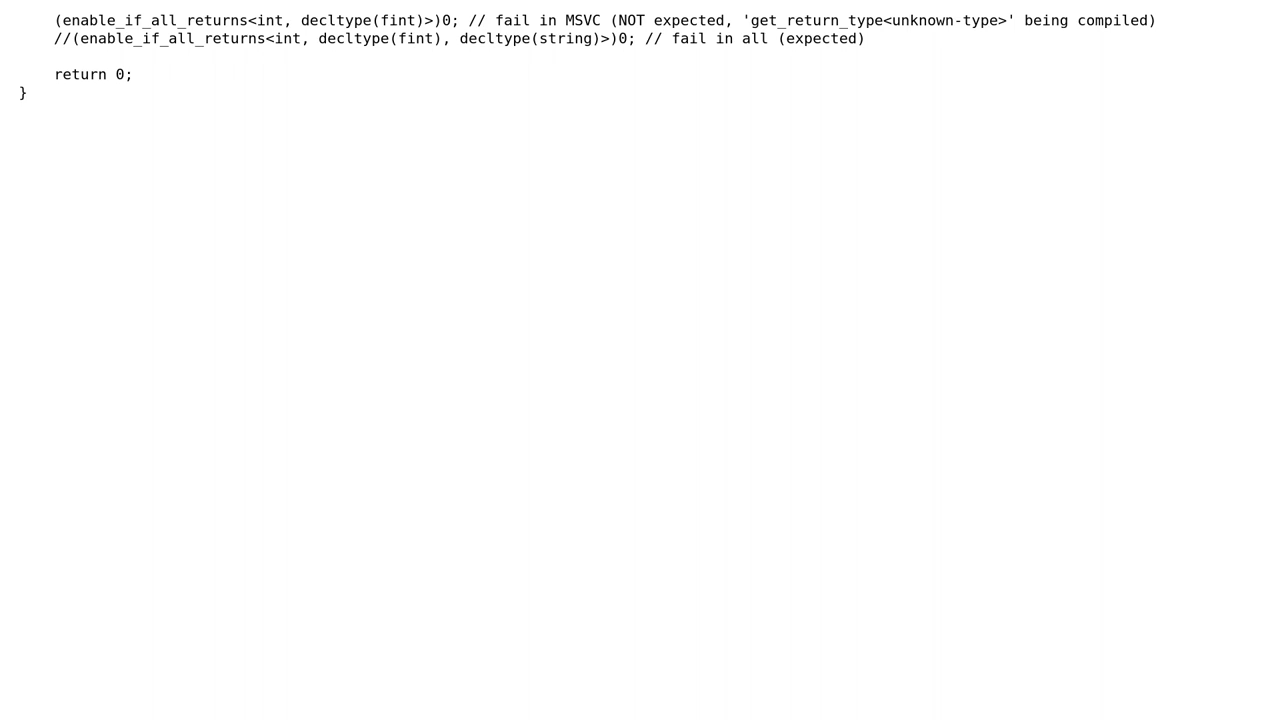 (enable_if_all_returns<int, decltype(fint)>)0; // fail in MSVC (NOT expected, 'get_return_type<unknown-type>' being compiled)
//(enable_if_all_returns<int, decltype(fint), decltype(string)>)0; // fail in all (expected)
return 0;
}